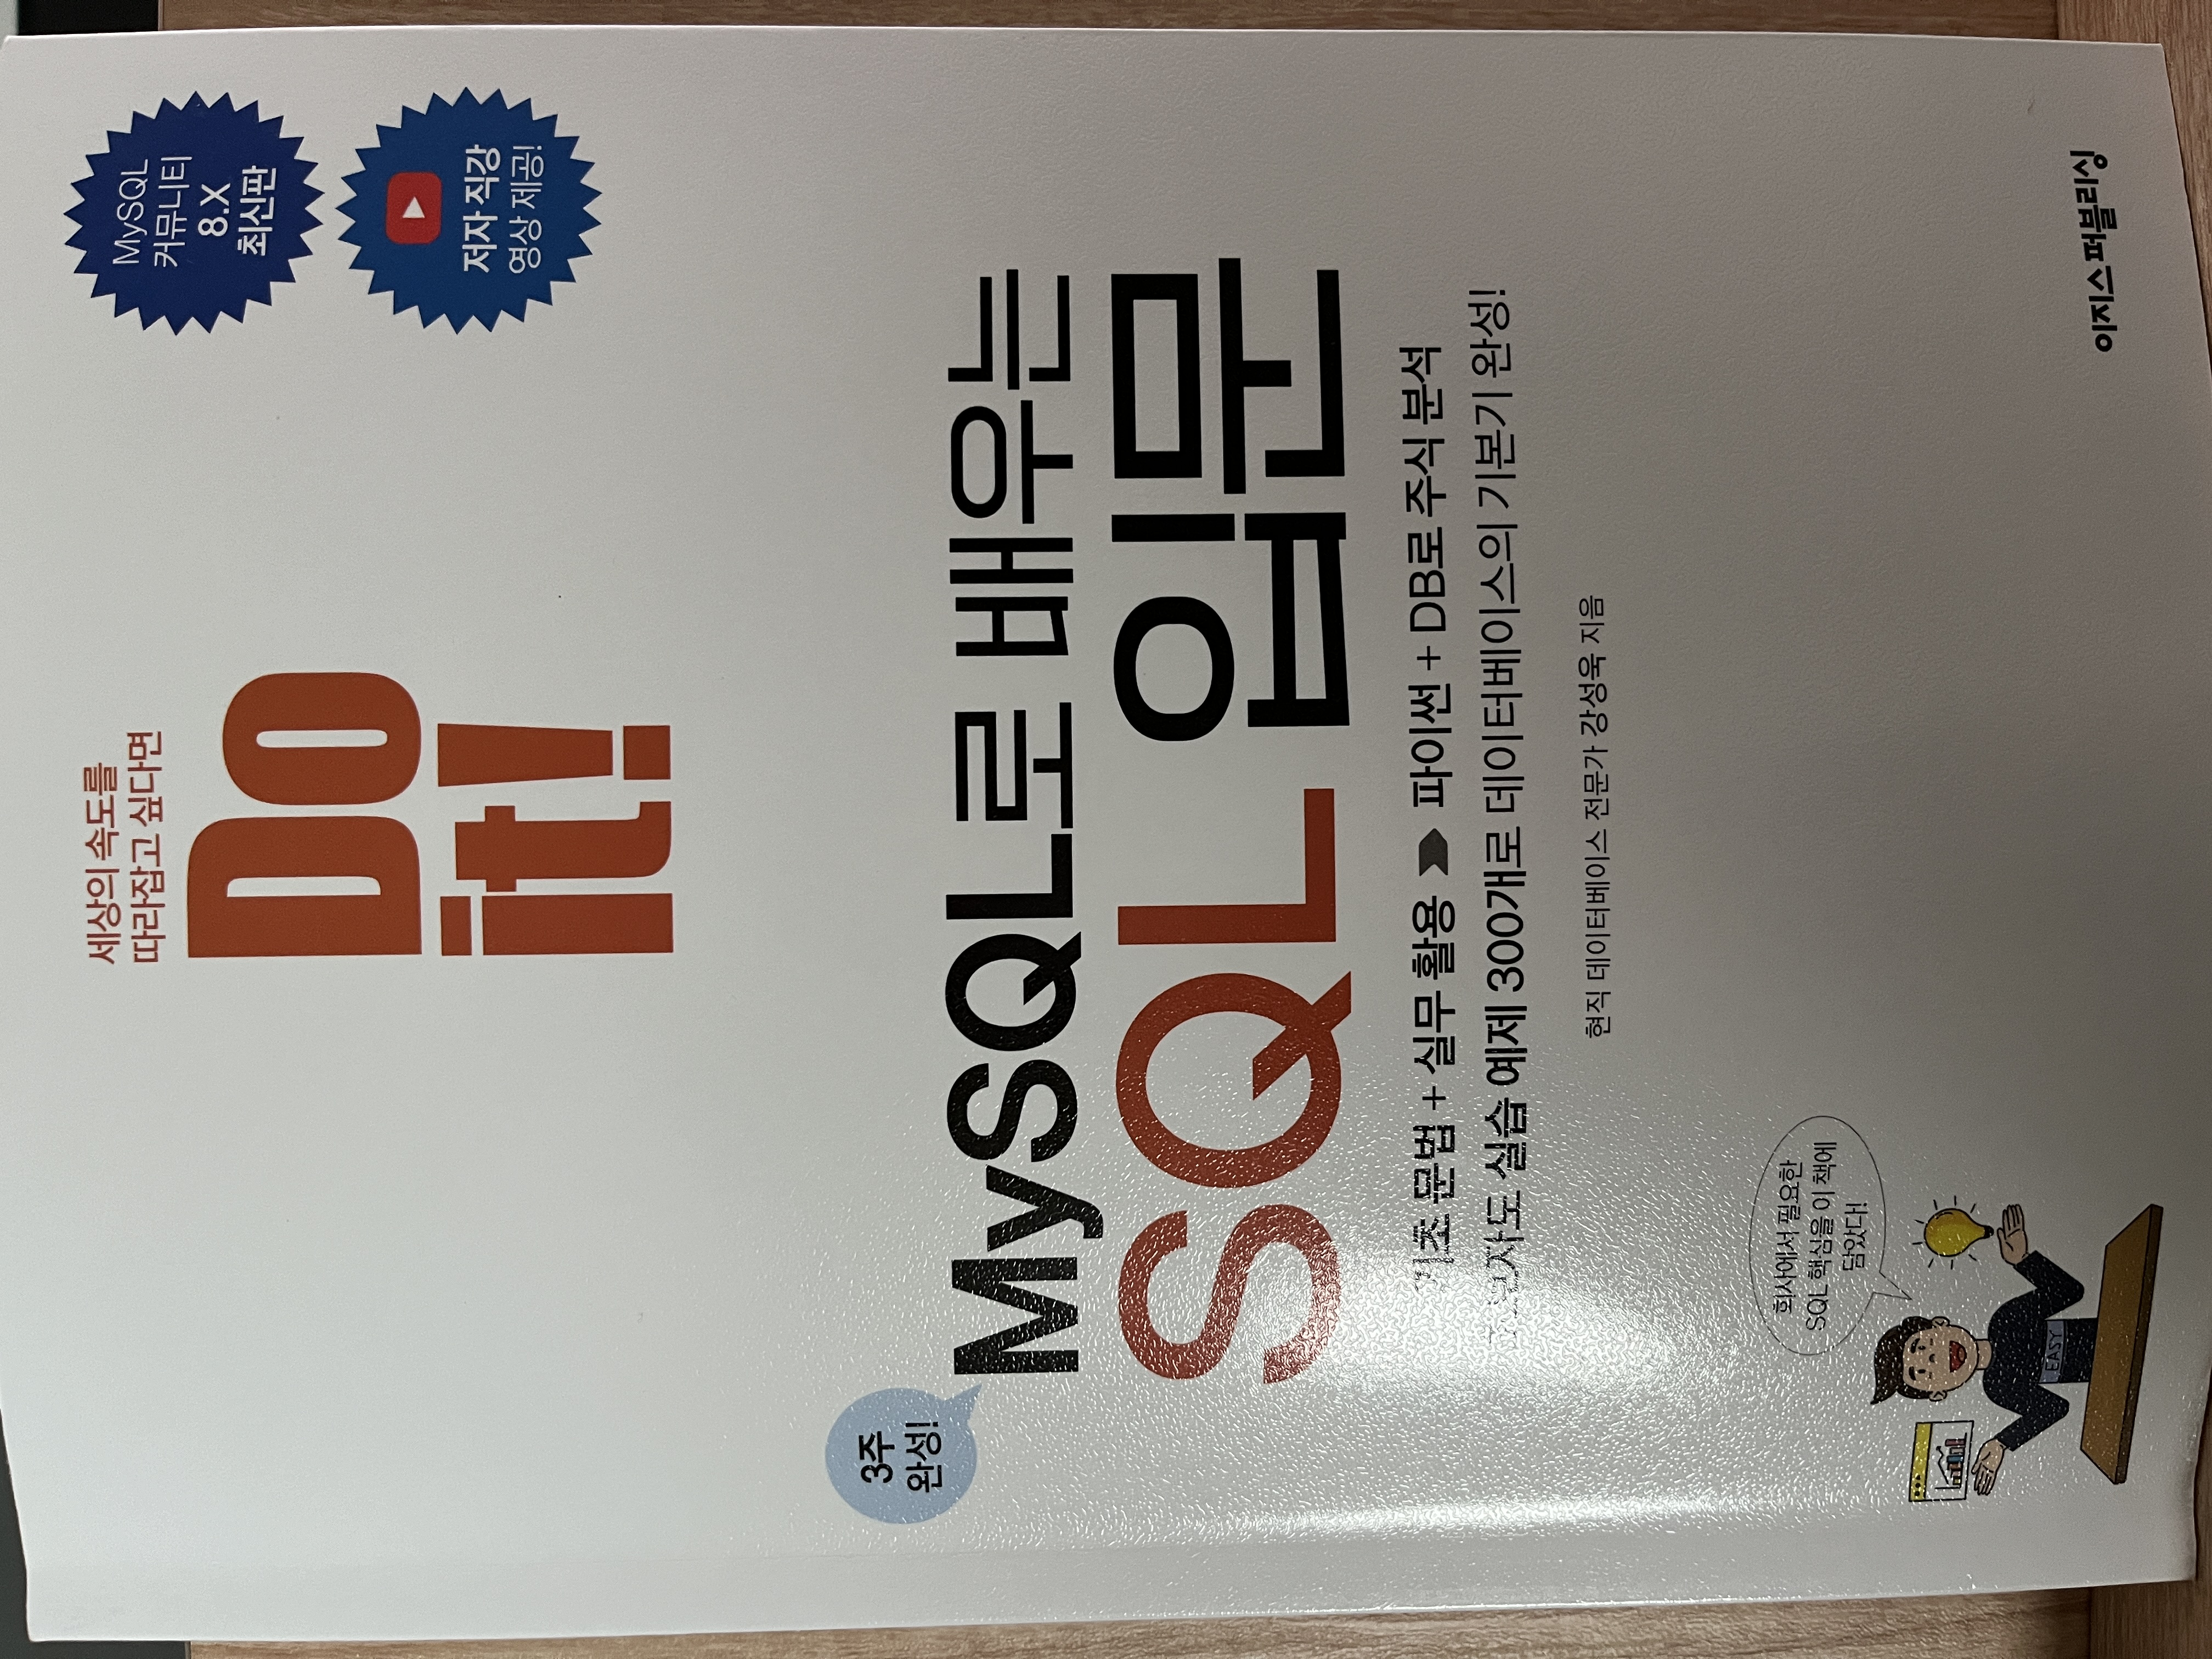 세상의 속도를
따라잡고 싶다면
Do
it!
MySQL
커뮤니티
8.X
최신판
저자 직강
영상 제공!
3주
완성!
MySQL로 배우는
SQL 입문
기초 문법 + 실무 활용 파이썬 + DB로 주식 분석
초보자도 실습 예제 300개로 데이터베이스의 기본기 완성!
현직 데이터베이스 전문가 강성욱 지음
회사에서 필요한
SQL 핵심을 이 책에
담았다!
EASY
이지스퍼블리싱